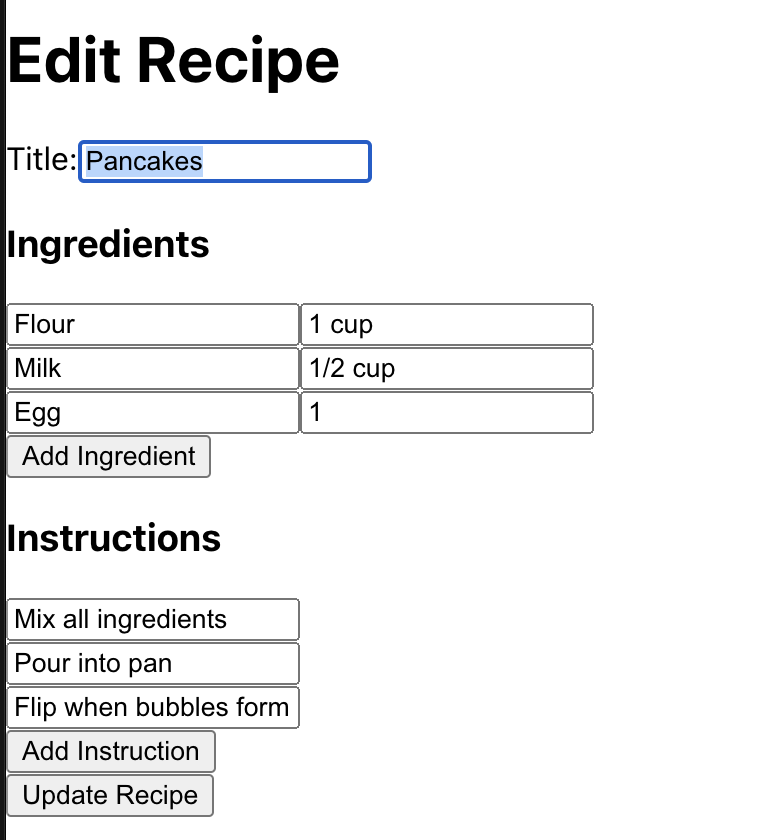 Edit Recipe
Title: Pancakes
Ingredients
Flour 1 cup
Milk 1/2 cup
Egg 1
Add Ingredient
Instructions
Mix all ingredients
Pour into pan
Flip when bubbles form
Add Instruction
Update Recipe